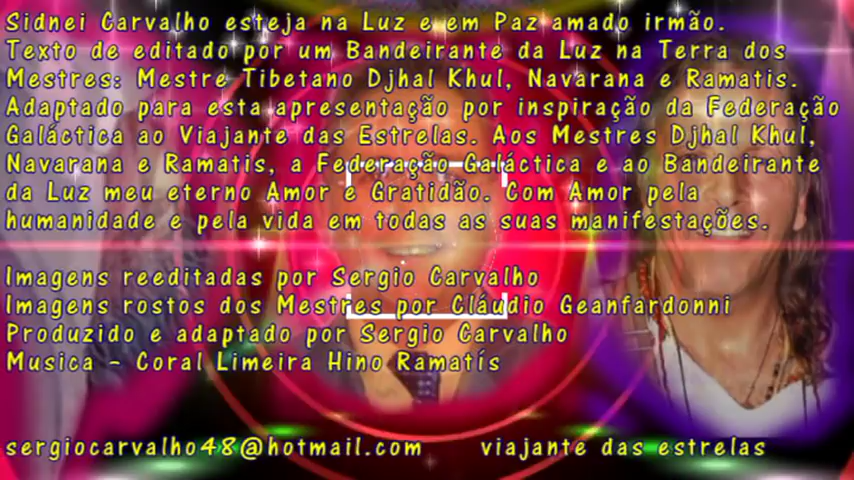 Sidnei Carvalho esteja na Luz e em Paz amado irmão.
Texto de editado por um Bandeirante da Luz na Terra dos
Mestres: Mestre Tibetano Djhal Khul, Navarana e Ramatis.
Adaptado para esta apresentação por inspiração da Federação
Galáctica ao Viajante das Estrelas. Aos Mestres Djhal Khul,
Navarana e Ramatis, a Federação Galáctica e ao Bandeirante
da Luz meu eterno Amor e Gratidão. Com Amor pela
humanidade e pela vida em todas as suas manifestações.
Imagens reeditadas por Sergio Carvalho
Imagens rostos dos Mestres por Cláudio Geanfardonni
Produzido e adaptado por Sergio Carvalho
Musica - Coral Limeira Hino Ramatís
sergiocarvalho48@hotmail.com viajante das estrelas